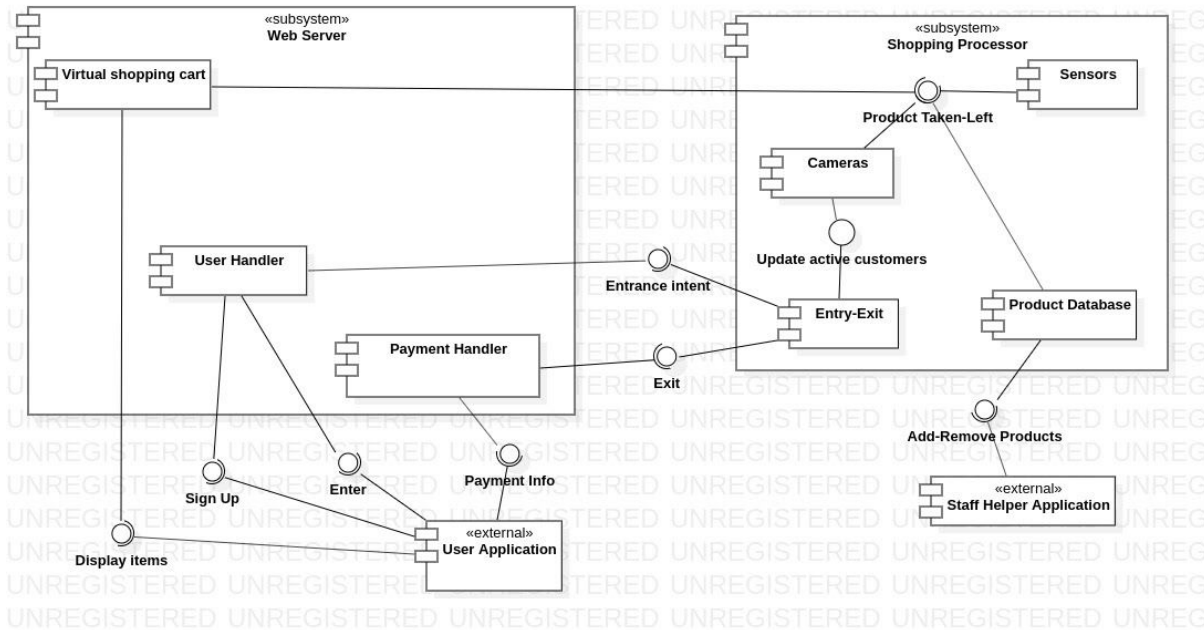 «subsystem»
Web Server
Virtual shopping cart
User Handler
Payment Handler
«subsystem»
Shopping Processor
Sensors
Product Taken-Left
Cameras
Update active customers
Entrance intent
Entry-Exit
Product Database
Exit
Add-Remove Products
Sign Up
Enter
Payment Info
Display items
«external»
User Application
«external»
Staff Helper Application
UNREGISTERED UNREGISTERED UNREGISTERED UNREGISTERED UNREGISTERED